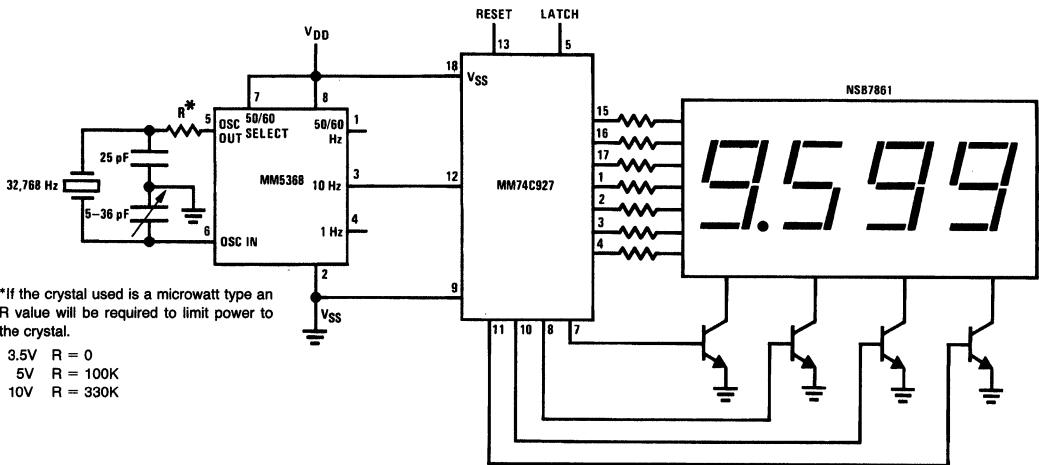 RESET LATCH
VDD
13 5
18
VSS
NSB7861
7 8
R*
5 OSC OUT
50/60 SELECT
50/60 Hz
1
15
16
17
1
2
3
4
25 pF
32,768 Hz
MM5368
10 Hz
3
12
MM74C927
9.599
5–36 pF
4
1 Hz
6
OSC IN
2
9
VSS
11 10 8 7
*If the crystal used is a microwatt type an
R value will be required to limit power to
the crystal.
3.5V R = 0
5V R = 100K
10V R = 330K